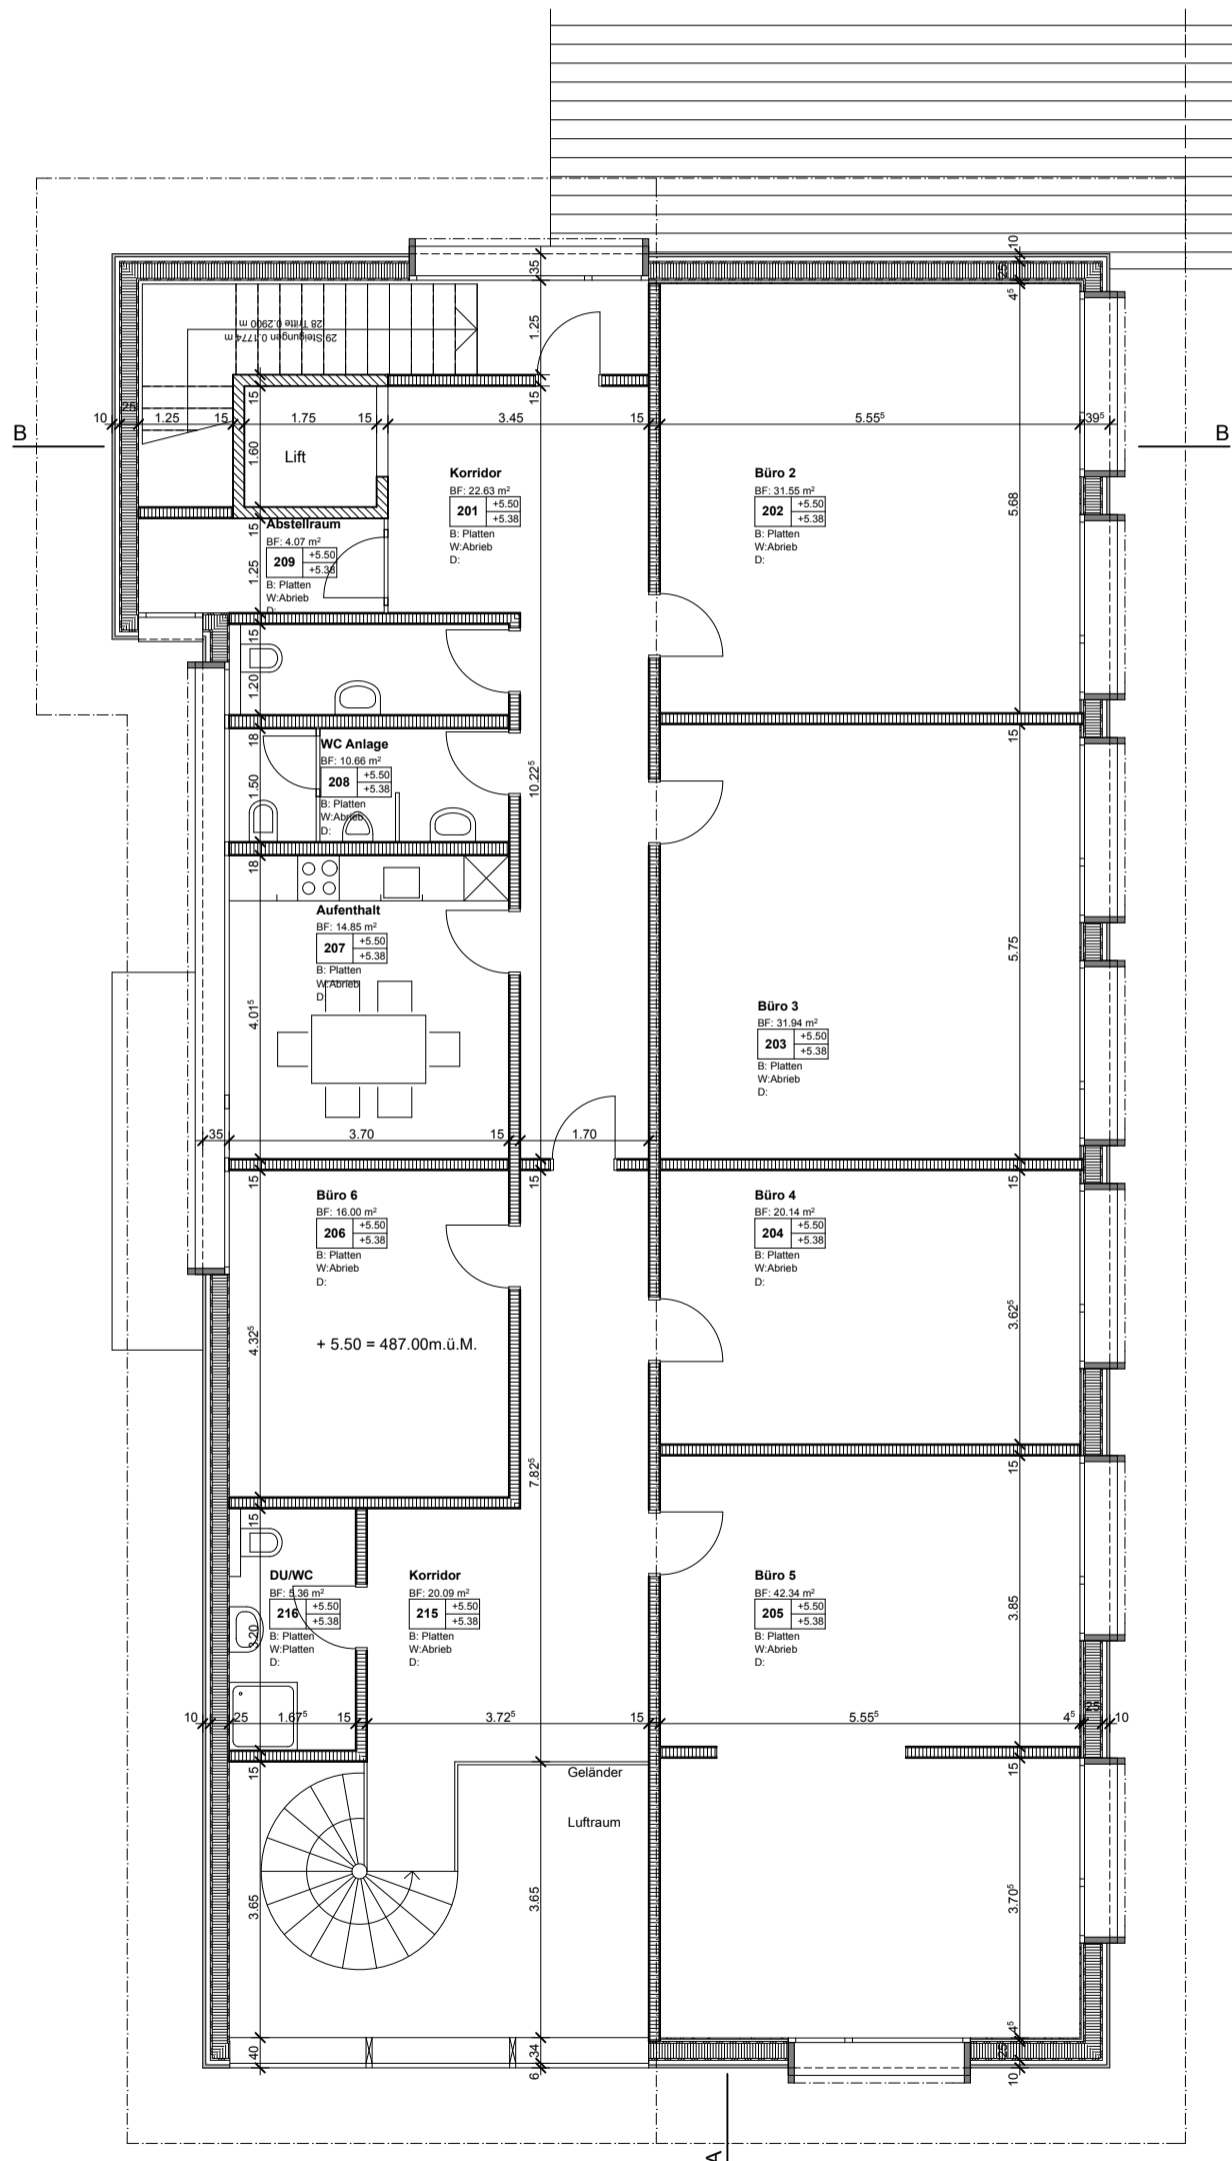 10
35
25
4⁵
29 Steigungen 0.1774 m
28 Tritte 0.2900 m
1.25
15
15
10
25
1.25
15
1.75
15
3.45
15
5.55⁵
39⁵
B
B
1.60
Lift
Korridor
BF: 22.63 m²
201
+5.50
+5.38
B: Platten
W:Abrieb
D:
Büro 2
BF: 31.55 m²
202
+5.50
+5.38
B: Platten
W:Abrieb
D:
5.68
15
Abstellraum
BF: 4.07 m²
209
+5.50
+5.38
B: Platten
W:Abrieb
D:
1.25
15
1.20
18
WC Anlage
BF: 10.66 m²
208
+5.50
+5.38
B: Platten
W:Abrieb
D:
1.50
10.22⁵
15
18
Aufenthalt
BF: 14.85 m²
207
+5.50
+5.38
B: Platten
W:Abrieb
D:
4.01⁵
5.75
Büro 3
BF: 31.94 m²
203
+5.50
+5.38
B: Platten
W:Abrieb
D:
35
3.70
15
1.70
15
15
15
Büro 6
BF: 16.00 m²
206
+5.50
+5.38
B: Platten
W:Abrieb
D:
Büro 4
BF: 20.14 m²
204
+5.50
+5.38
B: Platten
W:Abrieb
D:
4.32⁵
+ 5.50 = 487.00m.ü.M.
3.62⁵
7.82⁵
15
15
DU/WC
BF: 5.36 m²
216
+5.50
+5.38
B: Platten
W:Platten
D:
3.20
Korridor
BF: 20.09 m²
215
+5.50
+5.38
B: Platten
W:Abrieb
D:
Büro 5
BF: 42.34 m²
205
+5.50
+5.38
B: Platten
W:Abrieb
D:
3.85
10
25
1.67⁵
15
3.72⁵
15
5.55⁵
4⁵
25
10
15
Geländer
15
Luftraum
3.65
3.65
3.70⁵
4⁵
40
34
25
6
10
A